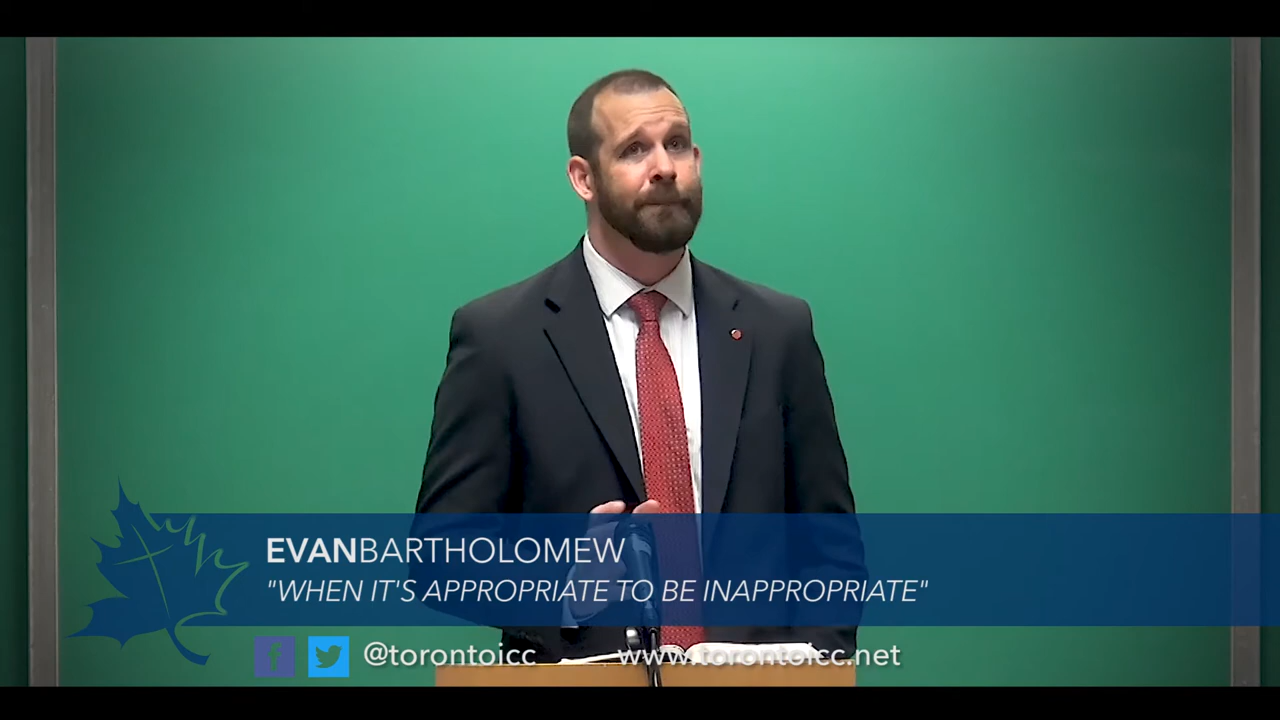 EVANBARTHOLOMEW
"WHEN IT'S APPROPRIATE TO BE INAPPROPRIATE"
@torontoicc www.torontoicc.net